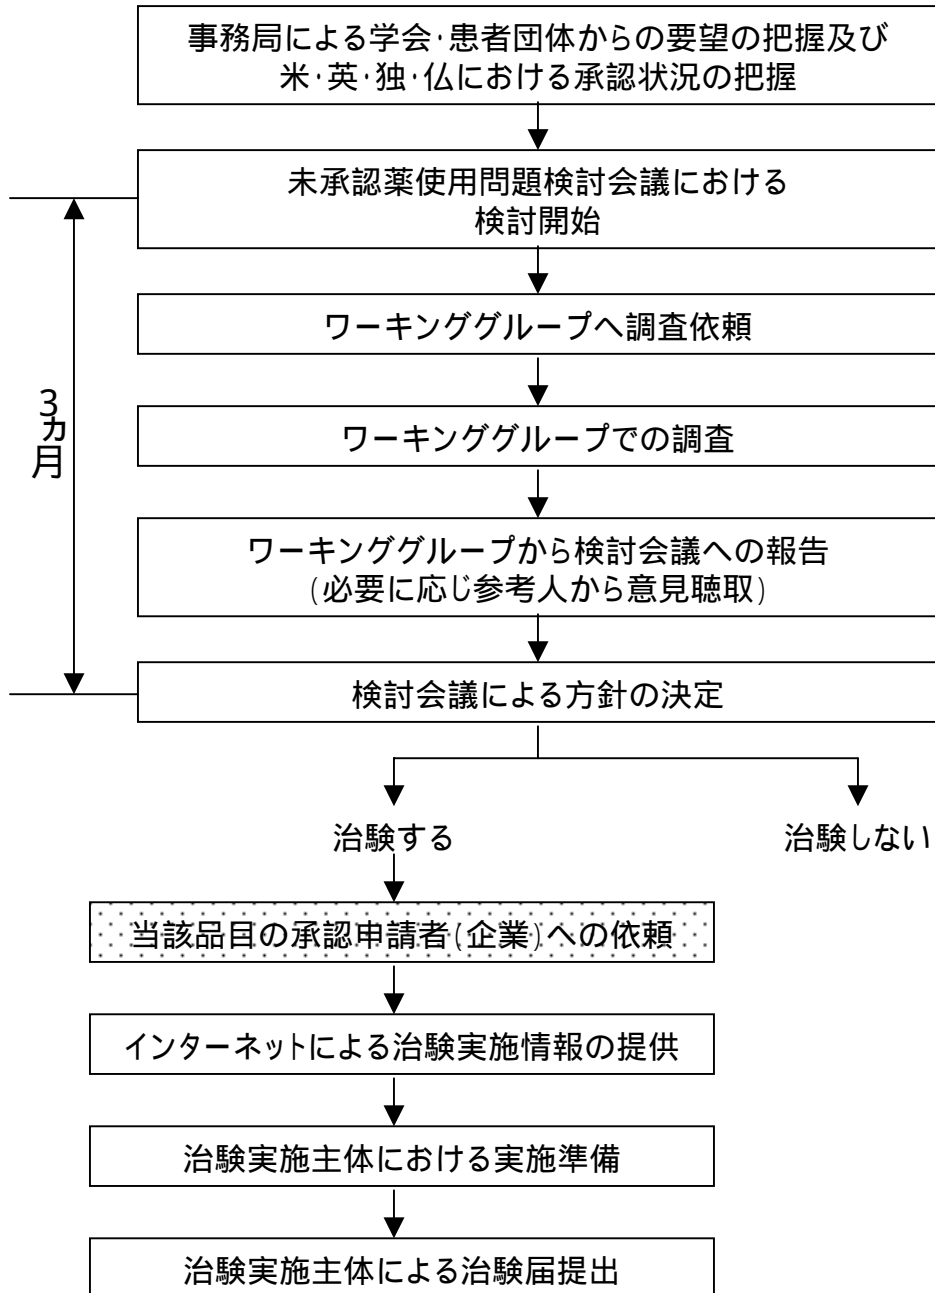 事務局による学会・患者団体からの要望の把握及び
米・英・独・仏における承認状況の把握
未承認薬使用問題検討会議における
検討開始
ワーキンググループへ調査依頼
3ヵ月
ワーキンググループでの調査
ワーキンググループから検討会議への報告
(必要に応じ参考人から意見聴取)
検討会議による方針の決定
治験する
治験しない
当該品目の承認申請者(企業)への依頼
インターネットによる治験実施情報の提供
治験実施主体における実施準備
治験実施主体による治験届提出